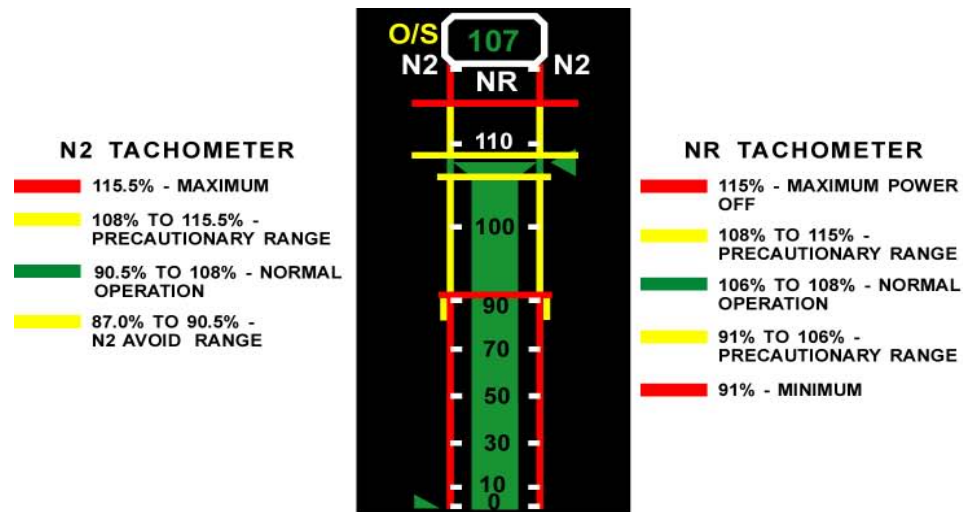 N2 TACHOMETER
115.5% - MAXIMUM
108% TO 115.5% -
PRECAUTIONARY RANGE
90.5% TO 108% - NORMAL
OPERATION
87.0% TO 90.5% -
N2 AVOID RANGE
O/S
107
N2
N2
NR
110
100
90
70
50
30
10
0
NR TACHOMETER
115% - MAXIMUM POWER
OFF
108% TO 115% -
PRECAUTIONARY RANGE
106% TO 108% - NORMAL
OPERATION
91% TO 106% -
PRECAUTIONARY RANGE
91% - MINIMUM